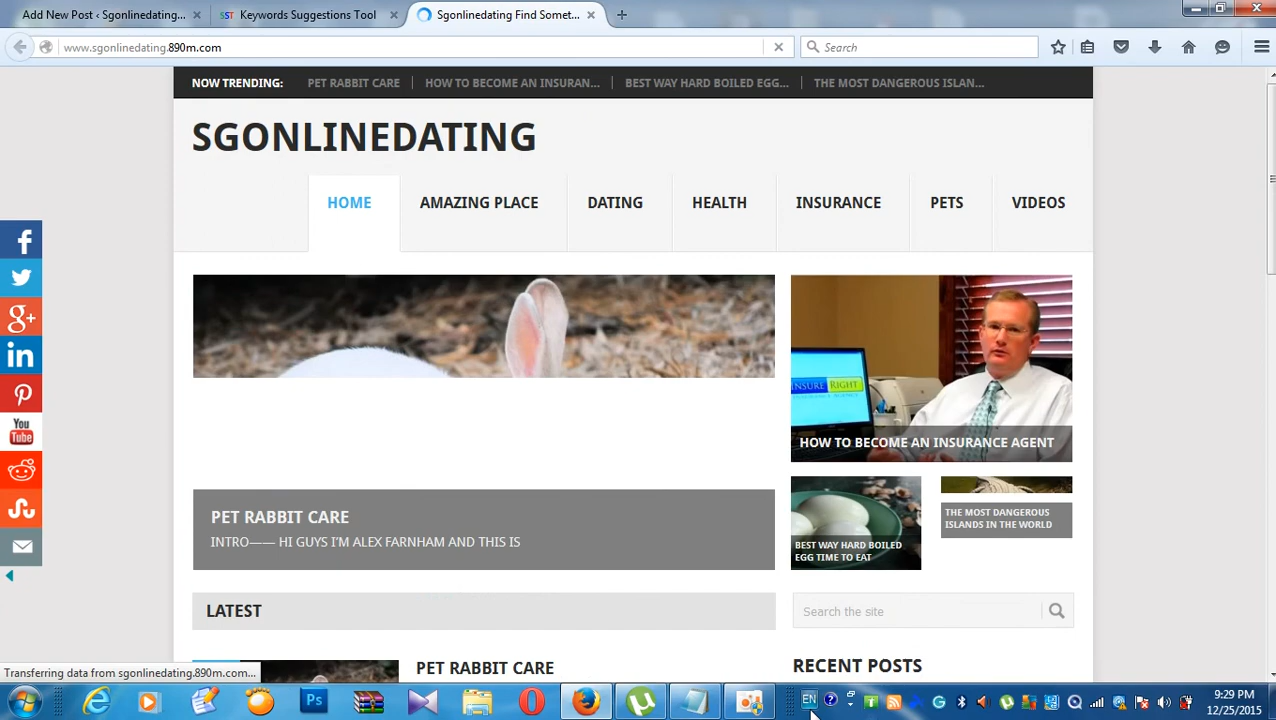 Add New Post ‹ Sgonlinedating...
SST Keywords Suggestions Tool
Sgonlinedating Find Somet...
www.sgonlinedating.890m.com
Search
NOW TRENDING: PET RABBIT CARE HOW TO BECOME AN INSURAN... BEST WAY HARD BOILED EGG... THE MOST DANGEROUS ISLAN...
SGONLINEDATING
HOME AMAZING PLACE DATING HEALTH INSURANCE PETS VIDEOS
f
g+
in
You
Tube
INSURE RIGHT
HOW TO BECOME AN INSURANCE AGENT
PET RABBIT CARE
INTRO—— HI GUYS I'M ALEX FARNHAM AND THIS IS
BEST WAY HARD BOILED
EGG TIME TO EAT
THE MOST DANGEROUS
ISLANDS IN THE WORLD
LATEST
Search the site
PET RABBIT CARE
RECENT POSTS
Transferring data from sgonlinedating.890m.com...
Ps
EN
9:29 PM
12/25/2015